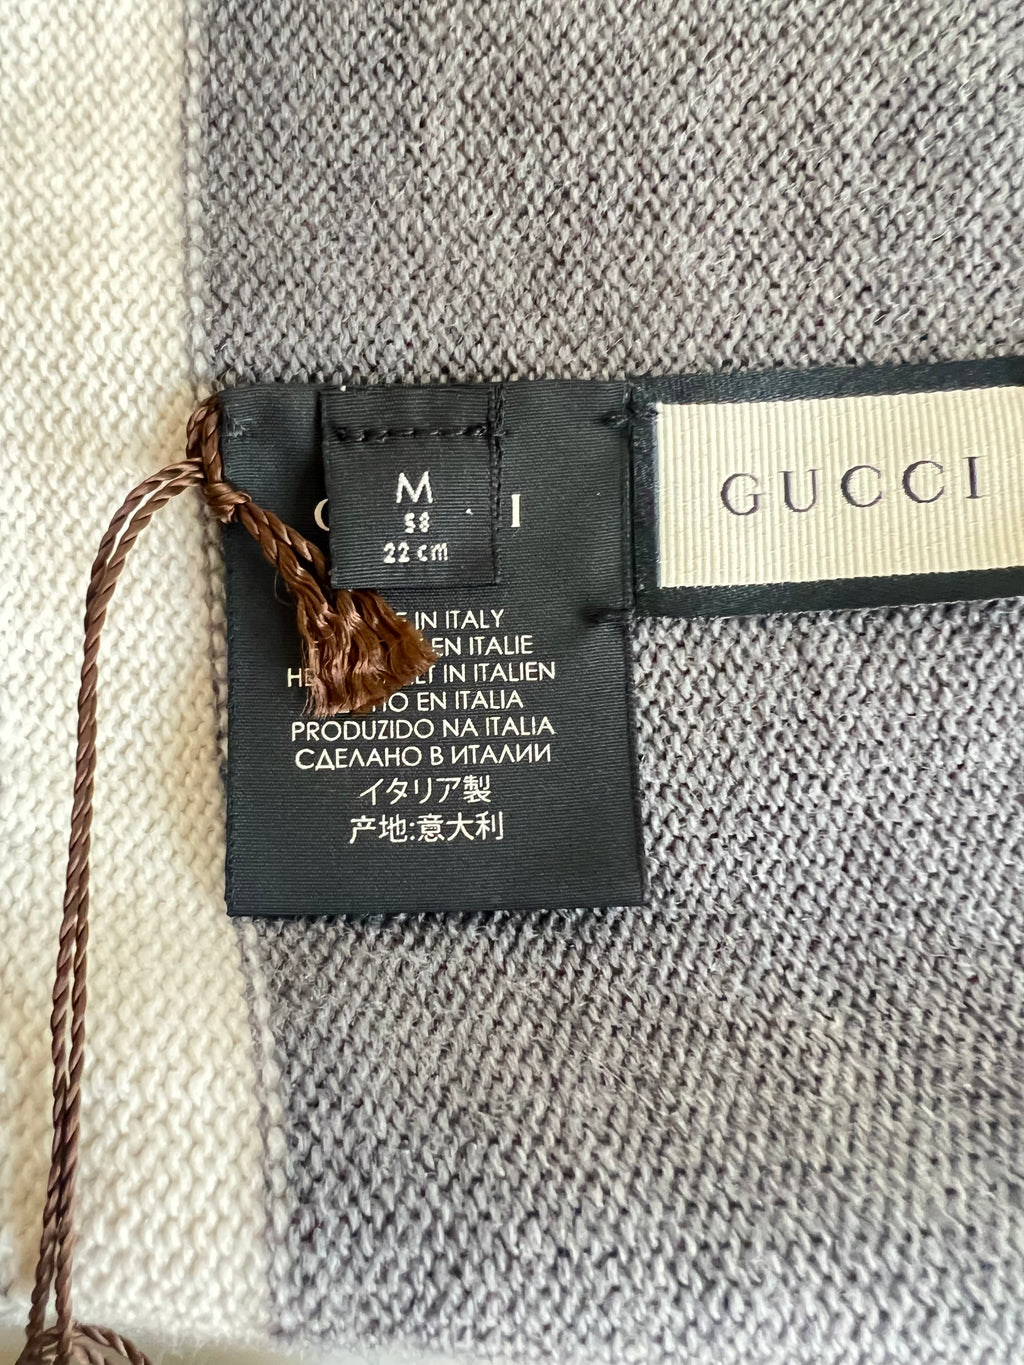 GUCCI
M
58
22 cm
I
IN ITALY
EN ITALIE
IN ITALIEN
EN ITALIA
PRODUZIDO NA ITALIA
СДЕЛАНО В ИТАЛИИ
イタリア製
产地:意大利